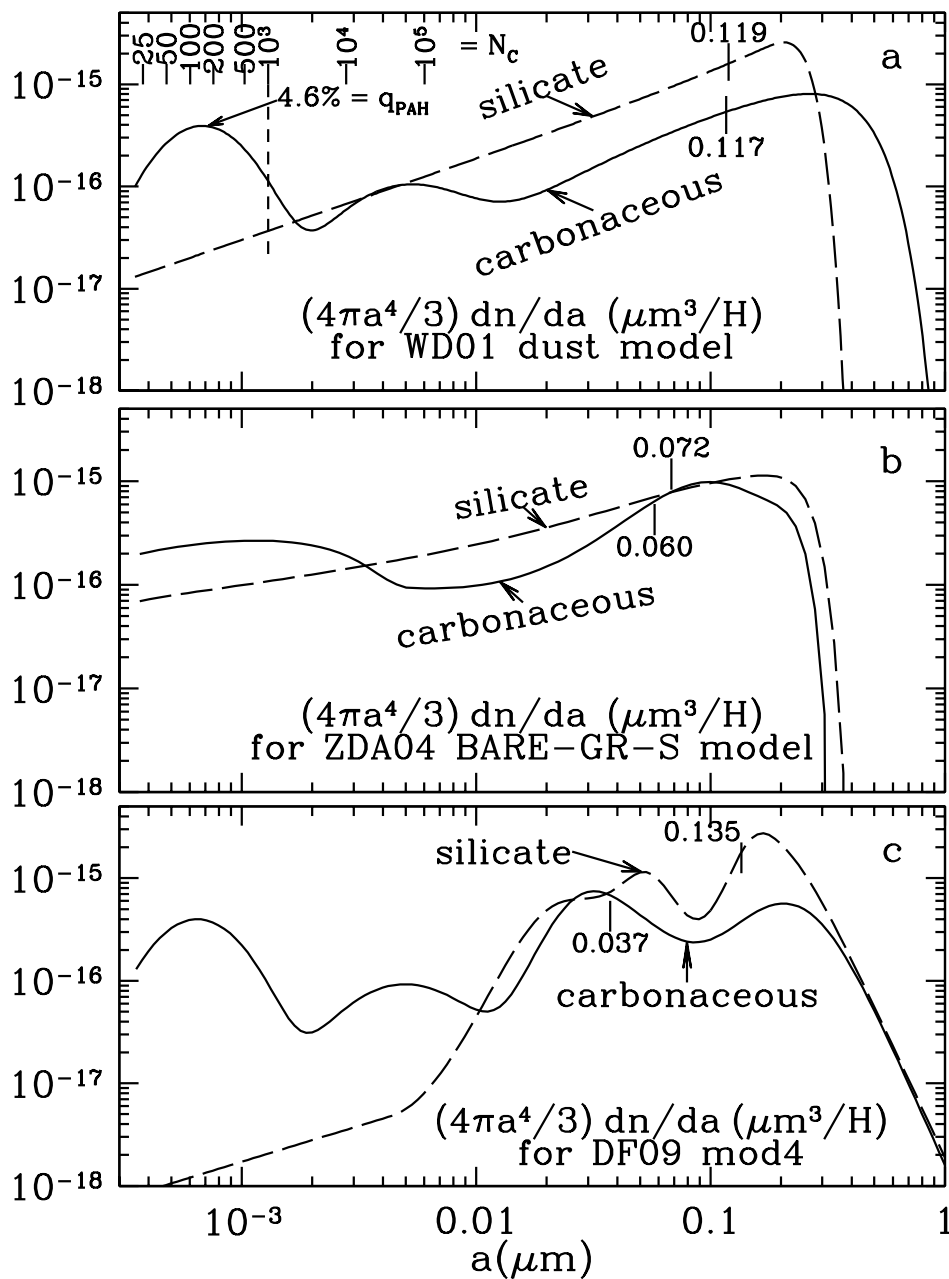 25 50 100 200 500 10³ 10⁴ 10⁵ = N_C
a
0.119
10⁻¹⁵
silicate
4.6% = q_PAH
0.117
10⁻¹⁶
carbonaceous
10⁻¹⁷
(4πa⁴/3) dn/da (μm³/H)
for WD01 dust model
10⁻¹⁸
0.072
b
10⁻¹⁵
silicate
0.060
10⁻¹⁶
carbonaceous
10⁻¹⁷
(4πa⁴/3) dn/da (μm³/H)
for ZDA04 BARE-GR-S model
10⁻¹⁸
0.135
silicate
c
10⁻¹⁵
0.037
10⁻¹⁶
carbonaceous
10⁻¹⁷
(4πa⁴/3) dn/da (μm³/H)
for DF09 mod4
10⁻¹⁸
10⁻³ 0.01 0.1 1
a(μm)